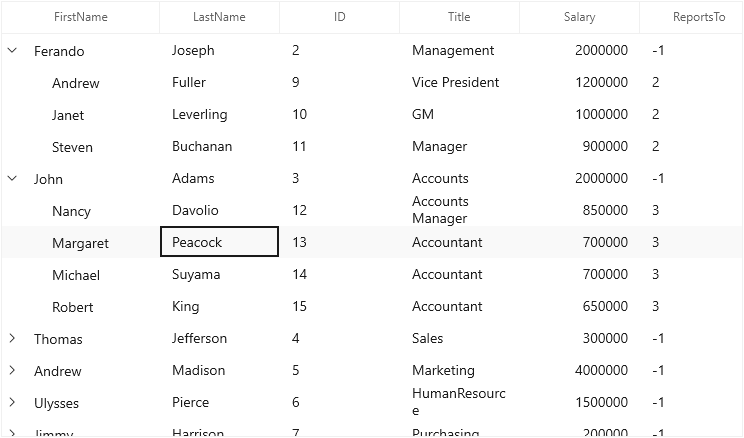 FirstName LastName ID Title Salary ReportsTo
Ferando Joseph 2 Management 2000000 -1
Andrew Fuller 9 Vice President 1200000 2
Janet Leverling 10 GM 1000000 2
Steven Buchanan 11 Manager 900000 2
John Adams 3 Accounts 2000000 -1
Nancy Davolio 12 Accounts 850000 3
Manager
Margaret Peacock 13 Accountant 700000 3
Michael Suyama 14 Accountant 700000 3
Robert King 15 Accountant 650000 3
Thomas Jefferson 4 Sales 300000 -1
Andrew Madison 5 Marketing 4000000 -1
Ulysses Pierce 6 HumanResourc 1500000 -1
e
Jimmy Harrison 7 Purchasing 200000 -1